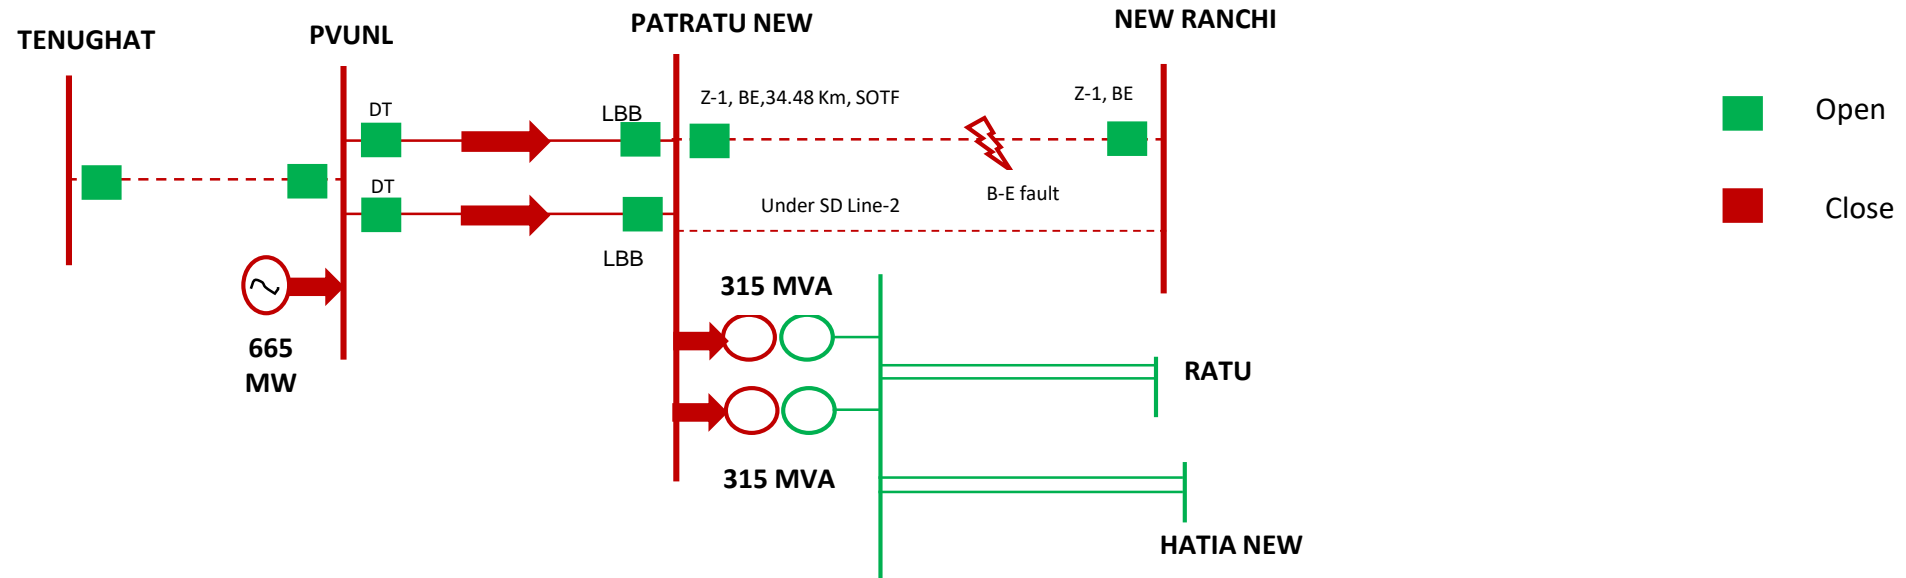 TENUGHAT
PVUNL
PATRATU NEW
NEW RANCHI
DT
LBB
Z-1, BE,34.48 Km, SOTF
Z-1, BE
Open
DT
B-E fault
Under SD Line-2
Close
LBB
315 MVA
665
MW
RATU
315 MVA
HATIA NEW